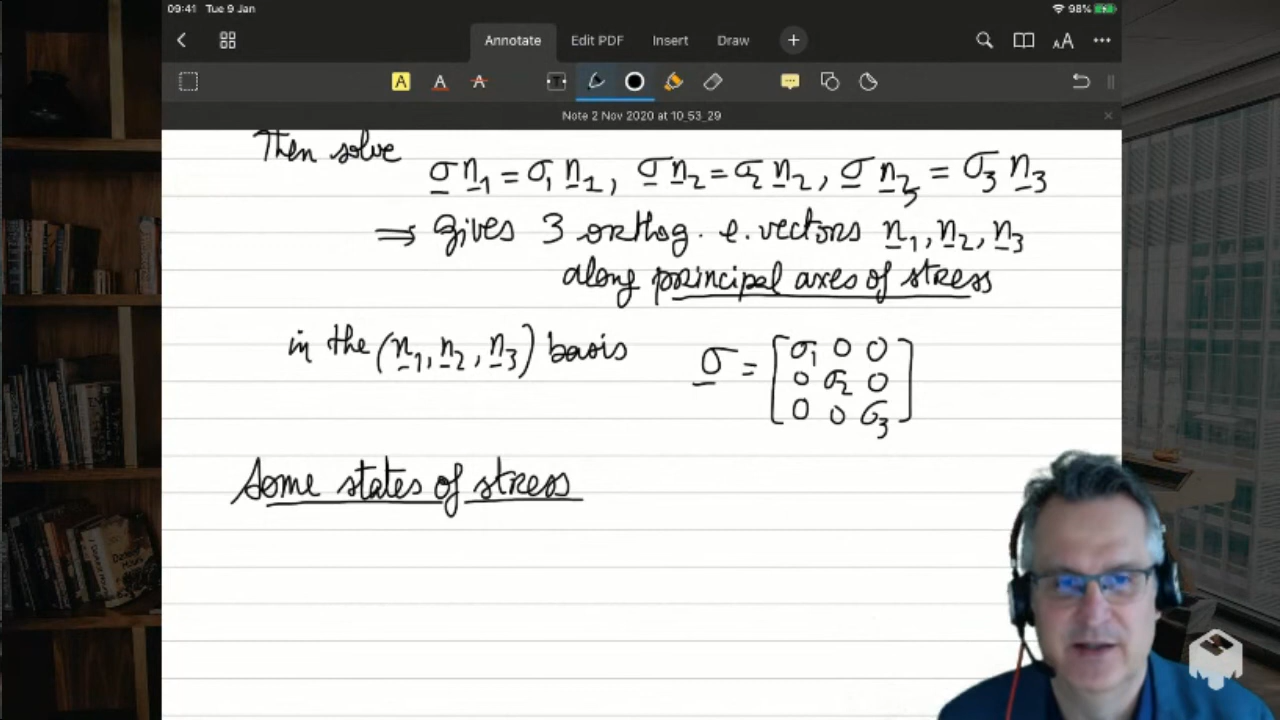 09:41 Tue 9 Jan 98%
Annotate Edit PDF Insert Draw
Note 2 Nov 2020 at 10_53_29
Then solve
σ n₁ = σ₁ n₁, σ n₂ = σ₂ n₂, σ n₃ = σ₃ n₃
⇒ gives 3 orthog. e. vectors n₁, n₂, n₃
along principal axes of stress
in the (n₁, n₂, n₃) basis σ = [σ₁ 0 0
0 σ₂ 0
0 0 σ₃]
Some states of stress